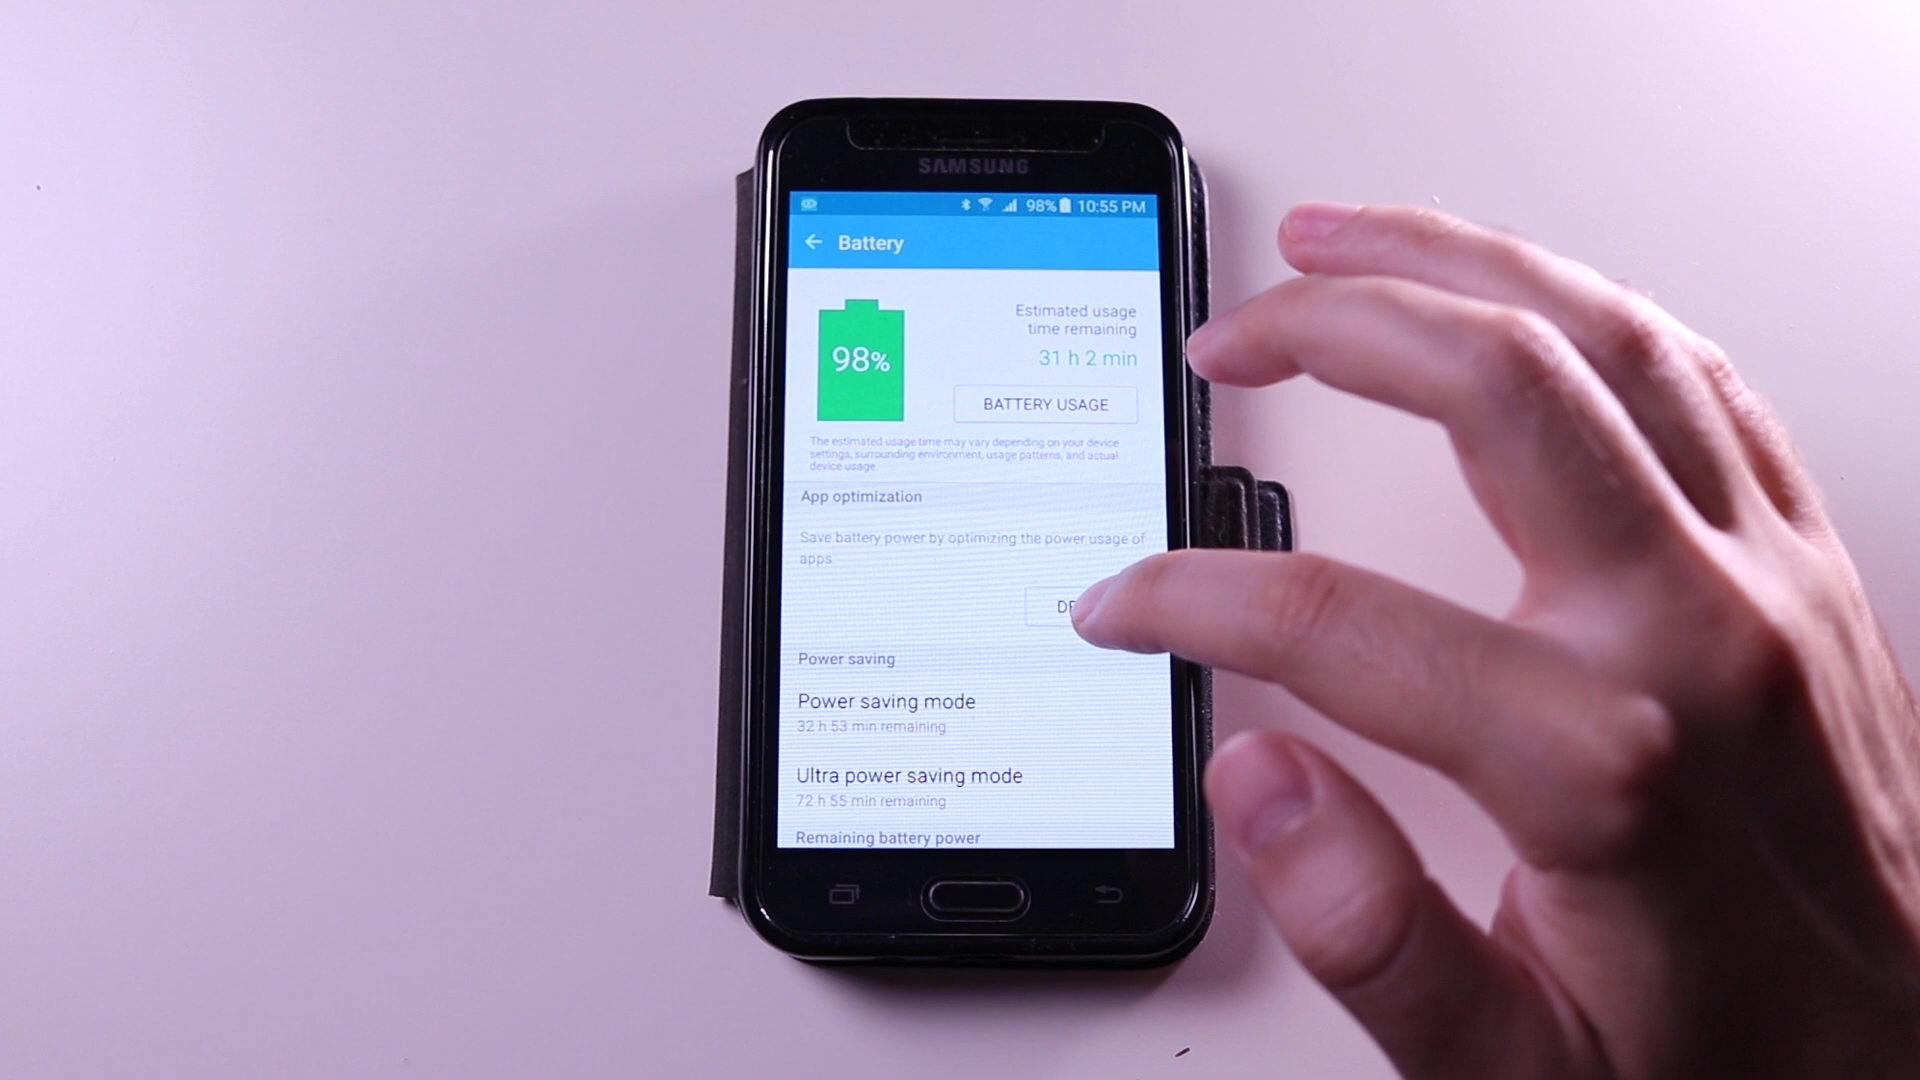 SAMSUNG
98% 10:55 PM
Battery
98%
Estimated usage
time remaining
31 h 2 min
BATTERY USAGE
The estimated usage time may vary depending on your device
settings, surrounding environment, usage patterns, and actual
device usage.
App optimization
Save battery power by optimizing the power usage of
apps.
Power saving
Power saving mode
32 h 53 min remaining
Ultra power saving mode
72 h 55 min remaining
Remaining battery power